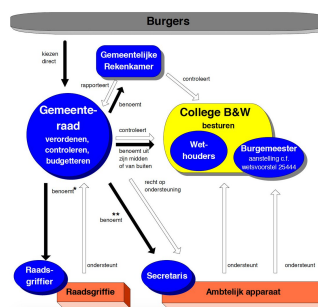 Burgers
kiezen
direct
Gemeentelijke
Rekenkamer
rapporteert
controleert
benoemt
Gemeente-
raad
verordenen,
controleren,
budgetteren
controleert
benoemt uit
zijn midden
of van buiten
College B&W
besturen
Wet-
houders
Burgemeester
aanstelling c.f.
wetsvoorstel 25444
recht op
ondersteuning
benoemt*
**
benoemt
ondersteunt
ondersteunt
ondersteunt
Raads-
griffier
Raadsgriffie
Secretaris
Ambtelijk apparaat